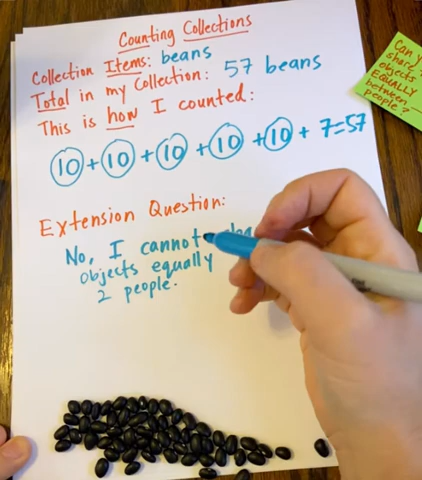 Counting Collections
Collection Items: beans
Total in my Collection: 57 beans
This is how I counted:
10 + 10 + 10 + 10 + 10 + 7 = 57
Extension Question:
No, I cannot
objects equally
2 people.
Can
share
objects
EQUALLY
between
people?